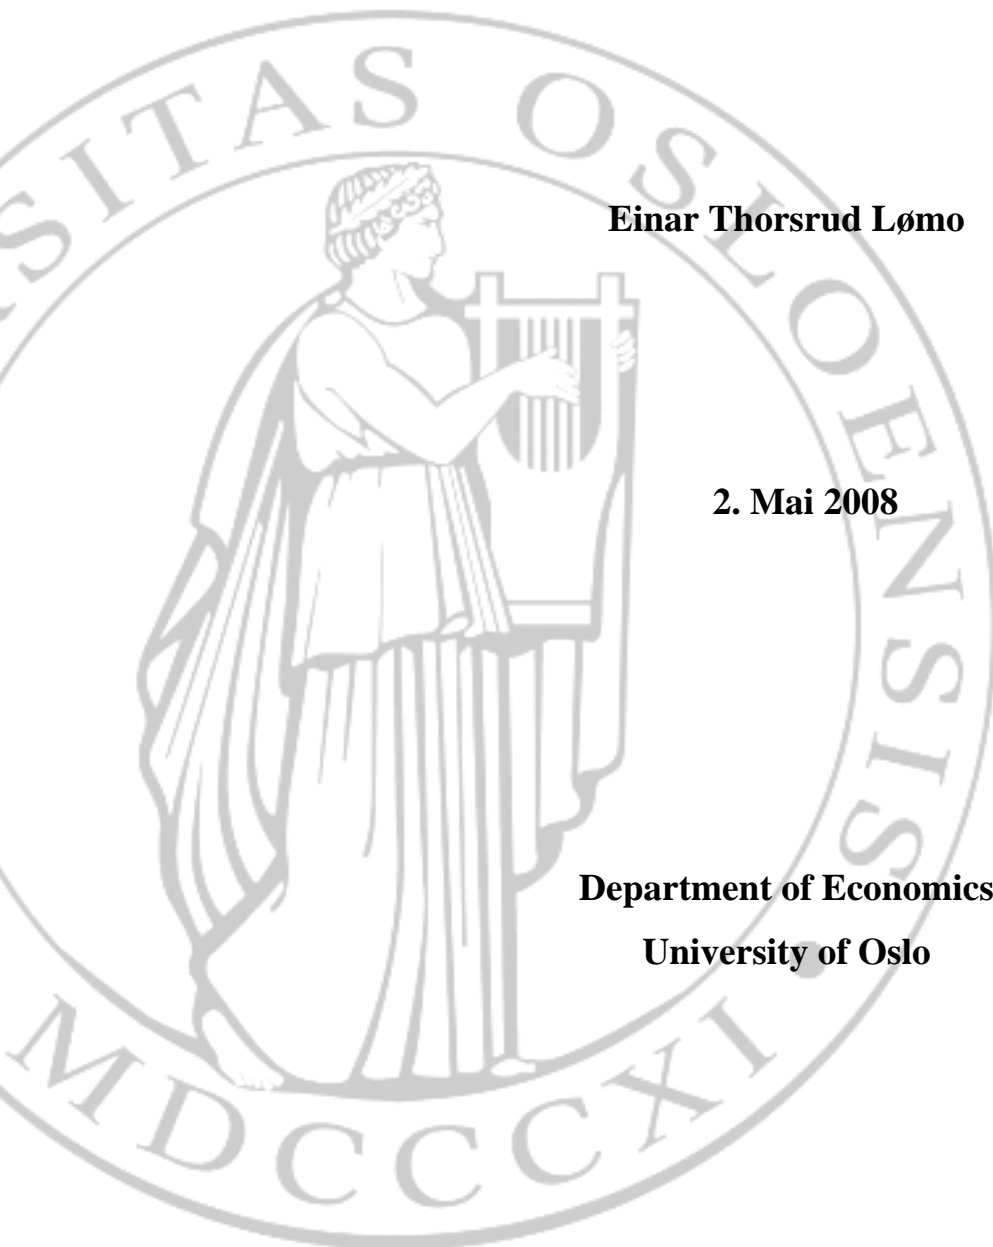 SITAS OSLOENSIS
Einar Thorsrud Lømo
2. Mai 2008
Department of Economics
University of Oslo
MDCCCXI